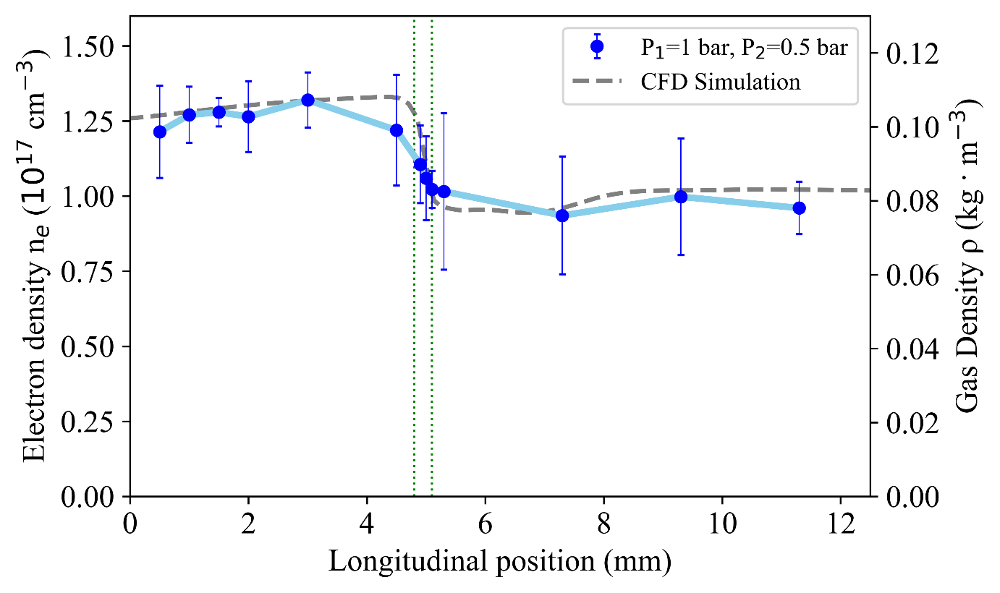 P₁=1 bar, P₂=0.5 bar
CFD Simulation
Electron density nₑ (10¹⁷ cm⁻³)
1.50
1.25
1.00
0.75
0.50
0.25
0.00
0.12
0.10
0.08
0.06
0.04
0.02
0.00
Gas Density ρ (kg · m⁻³)
0 2 4 6 8 10 12
Longitudinal position (mm)